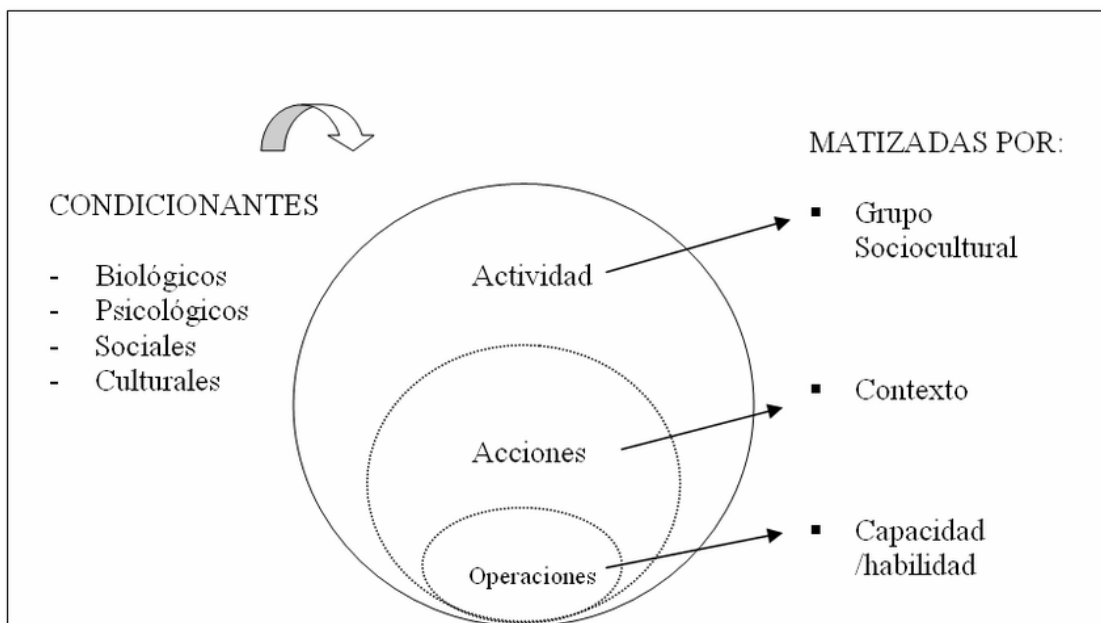 CONDICIONANTES
- Biológicos
- Psicológicos
- Sociales
- Culturales
Actividad
Acciones
Operaciones
MATIZADAS POR:
▪ Grupo
Sociocultural
▪ Contexto
▪ Capacidad
/habilidad